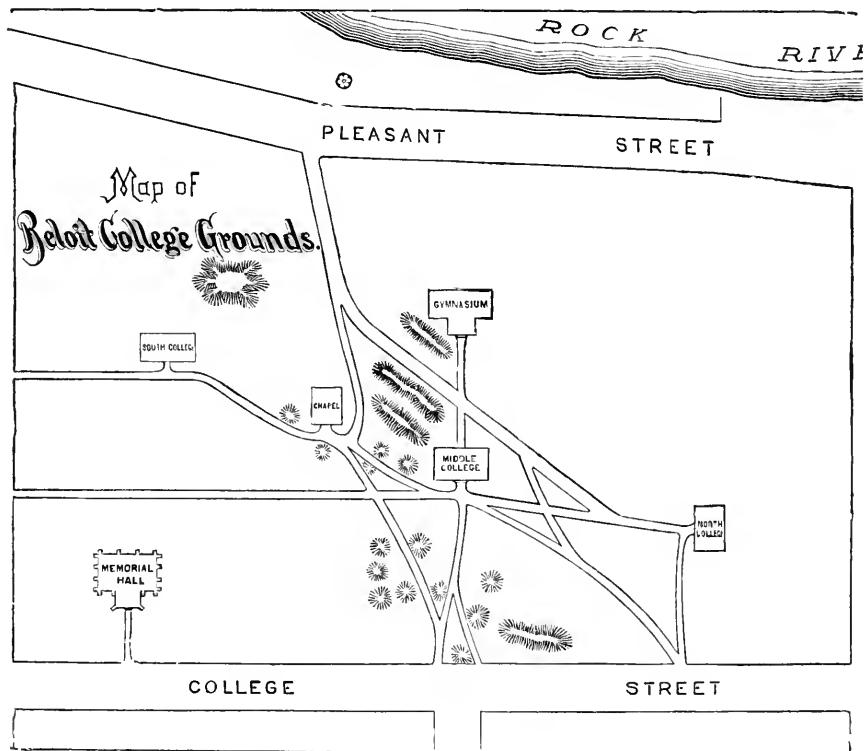 ROCK
RIVE
PLEASANT STREET
Map of
Beloit College Grounds.
GYMNASIUM
SOUTH COLLEGE
CHAPEL
MIDDLE
COLLEGE
NORTH
COLLEGE
MEMORIAL
HALL
COLLEGE STREET